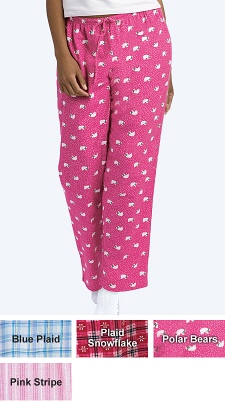 Blue Plaid
Plaid
Snowflake
Polar Bears
Pink Stripe